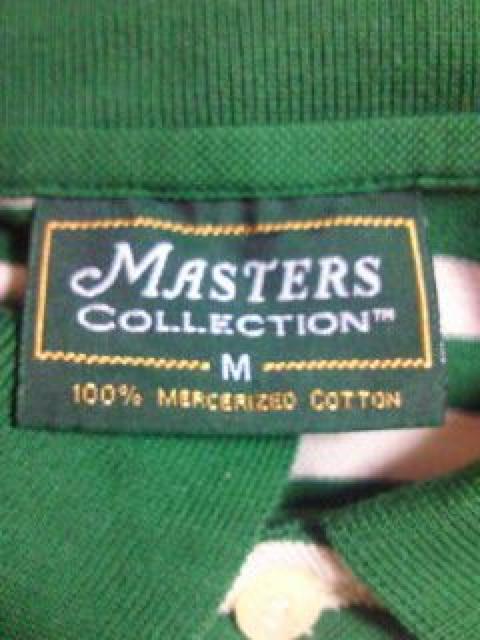 MASTERS
COLLECTION™
M
100% MERCERIZED COTTON